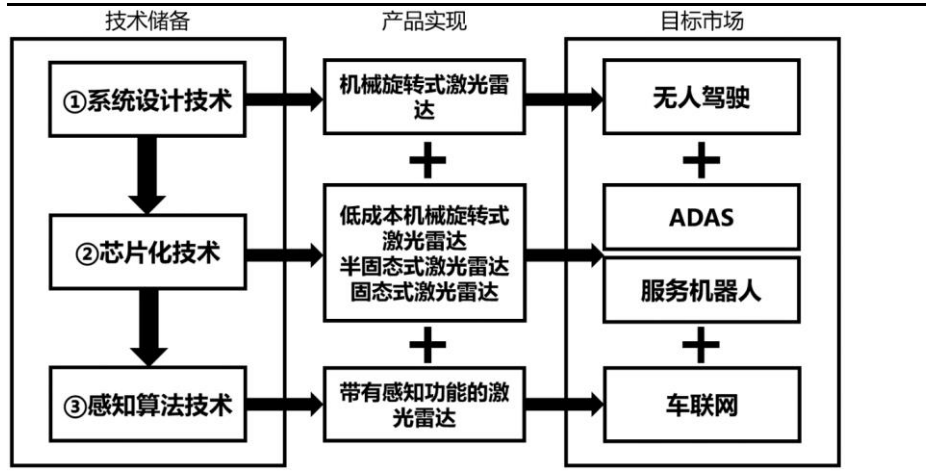 技术储备
产品实现
目标市场
①系统设计技术
机械旋转式激光雷
达
无人驾驶
②芯片化技术
低成本机械旋转式
激光雷达
半固态式激光雷达
固态式激光雷达
ADAS
服务机器人
③感知算法技术
带有感知功能的激
光雷达
车联网